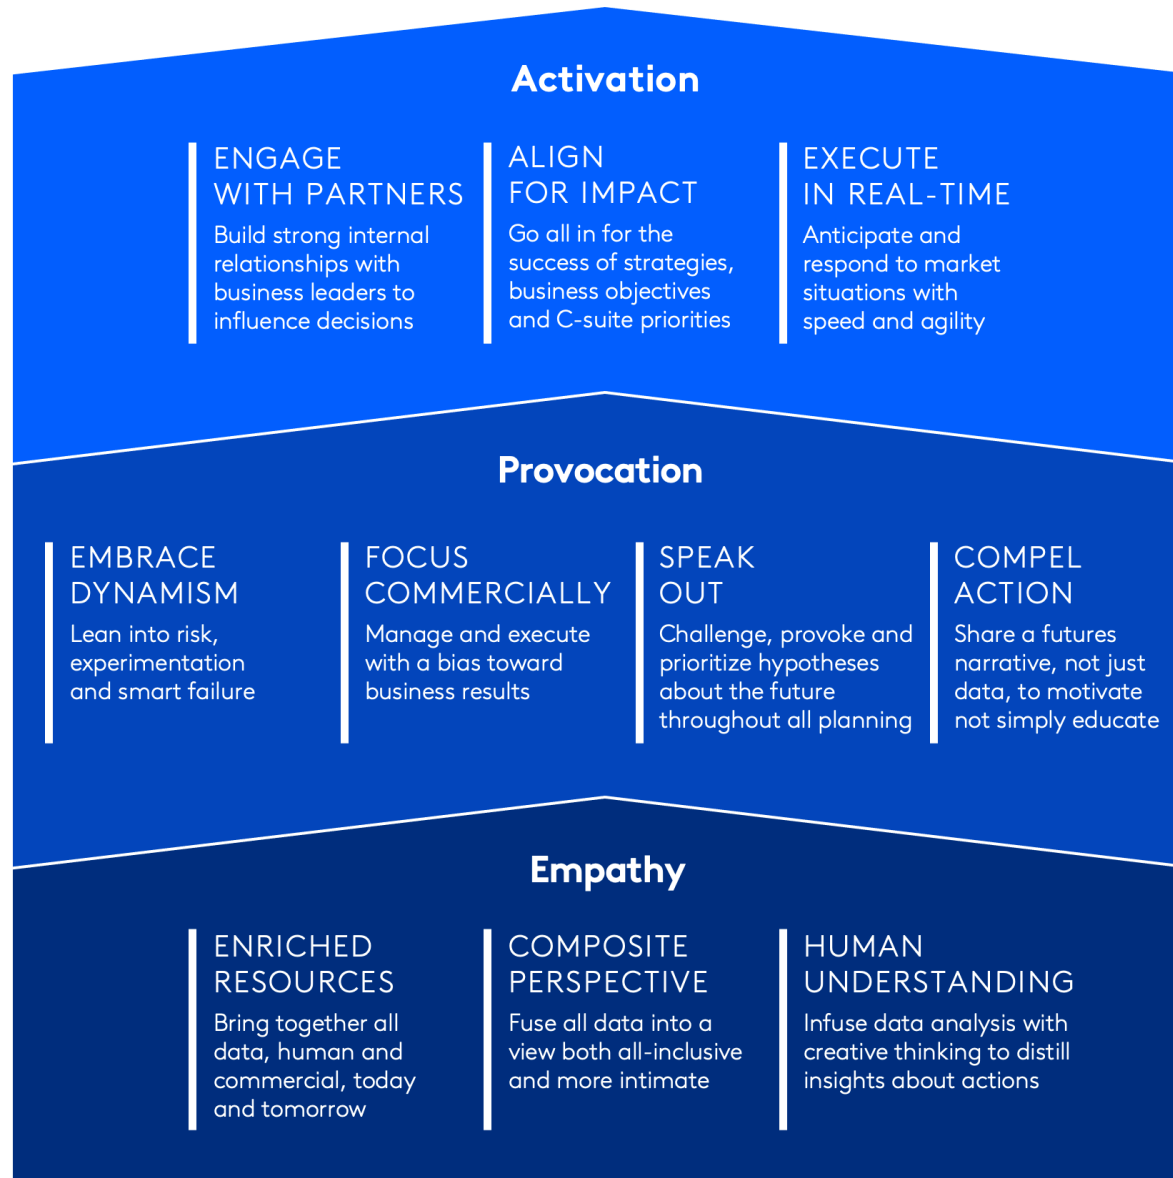 Activation
ENGAGE
WITH PARTNERS
Build strong internal
relationships with
business leaders to
influence decisions
ALIGN
FOR IMPACT
Go all in for the
success of strategies,
business objectives
and C-suite priorities
EXECUTE
IN REAL-TIME
Anticipate and
respond to market
situations with
speed and agility
Provocation
EMBRACE
DYNAMISM
Lean into risk,
experimentation
and smart failure
FOCUS
COMMERCIALLY
Manage and execute
with a bias toward
business results
SPEAK
OUT
Challenge, provoke and
prioritize hypotheses
about the future
throughout all planning
COMPEL
ACTION
Share a futures
narrative, not just
data, to motivate
not simply educate
Empathy
ENRICHED
RESOURCES
Bring together all
data, human and
commercial, today
and tomorrow
COMPOSITE
PERSPECTIVE
Fuse all data into a
view both all-inclusive
and more intimate
HUMAN
UNDERSTANDING
Infuse data analysis with
creative thinking to distill
insights about actions